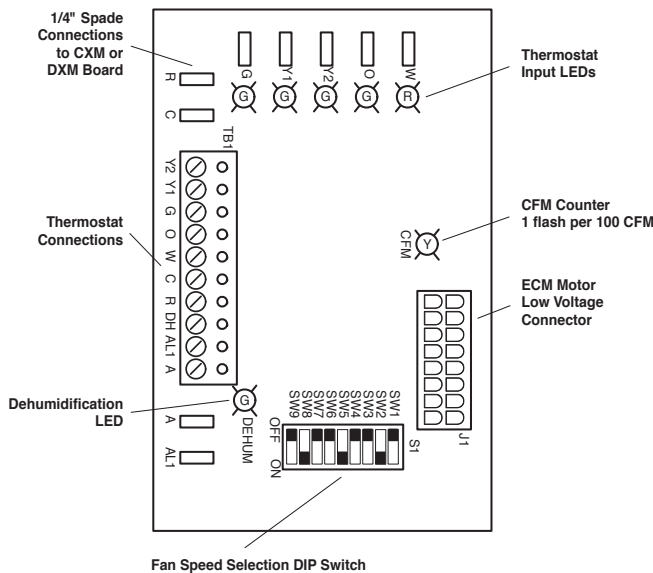 1/4" Spade
Connections
to CXM or
DXM Board
R
C
G
Y1
Y2
O
W
G
G
G
G
R
Thermostat
Input LEDs
TB1
Thermostat
Connections
Y2
Y1
G
O
W
C
R
DH
AL1
A
CFM
Y
CFM Counter
1 flash per 100 CFM
ECM Motor
Low Voltage
Connector
J1
Dehumidification
LED
G
DEHUM
A
AL1
OFF
ON
SW9
SW8
SW7
SW6
SW5
SW4
SW3
SW2
SW1
S1
Fan Speed Selection DIP Switch